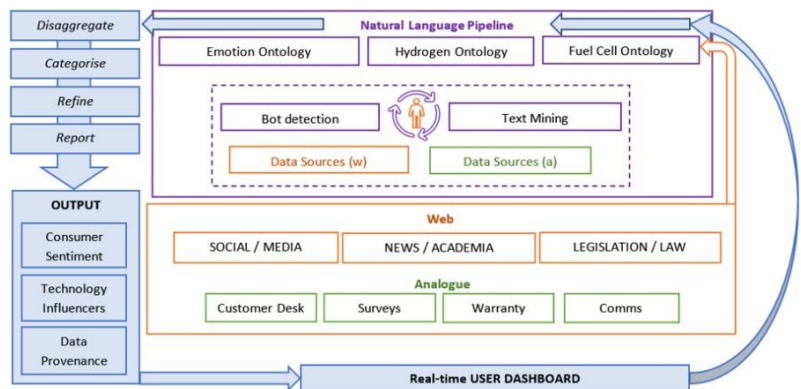 Disaggregate
Categorise
Refine
Report
OUTPUT
Consumer
Sentiment
Technology
Influencers
Data
Provenance
Natural Language Pipeline
Emotion Ontology
Hydrogen Ontology
Fuel Cell Ontology
Bot detection
Text Mining
Data Sources (w)
Data Sources (a)
Web
SOCIAL / MEDIA
NEWS / ACADEMIA
LEGISLATION / LAW
Analogue
Customer Desk
Surveys
Warranty
Comms
Real-time USER DASHBOARD